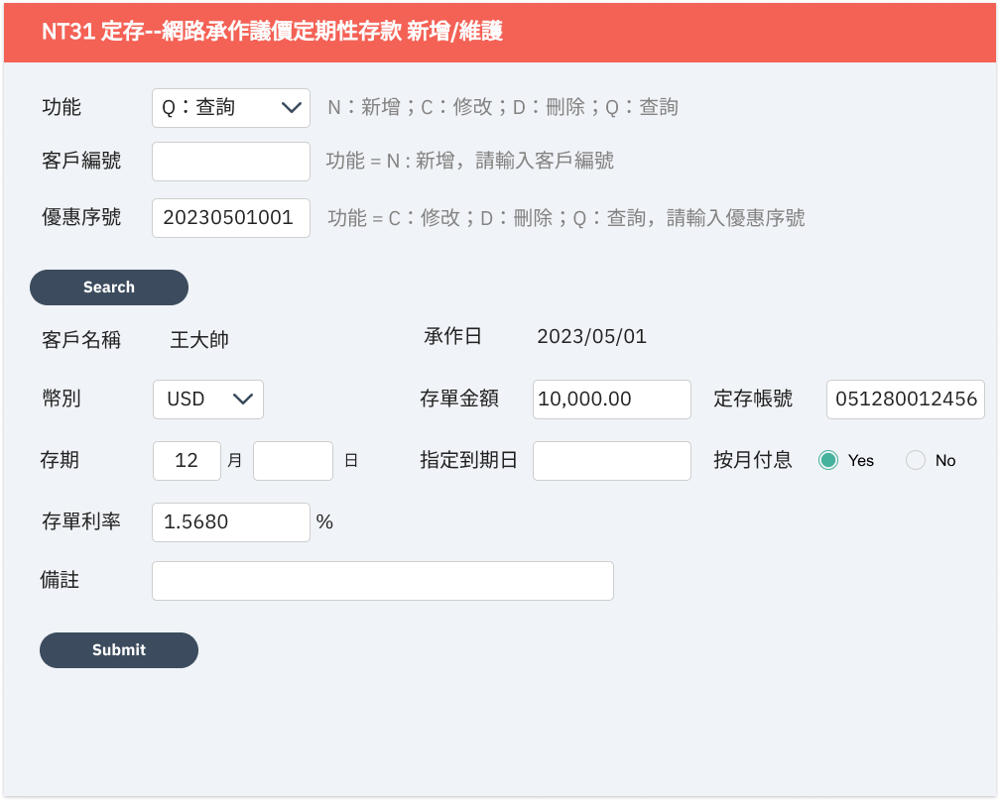 NT31 定存--網路承作議價定期性存款 新增/維護
功能 Q：查詢 N：新增；C：修改；D：刪除；Q：查詢
客戶編號 功能 = N : 新增，請輸入客戶編號
優惠序號 20230501001 功能 = C：修改；D：刪除；Q：查詢，請輸入優惠序號
Search
客戶名稱 王大帥 承作日 2023/05/01
幣別 USD 存單金額 10,000.00 定存帳號 051280012456
存期 12 月 日 指定到期日 按月付息 Yes No
存單利率 1.5680 %
備註
Submit